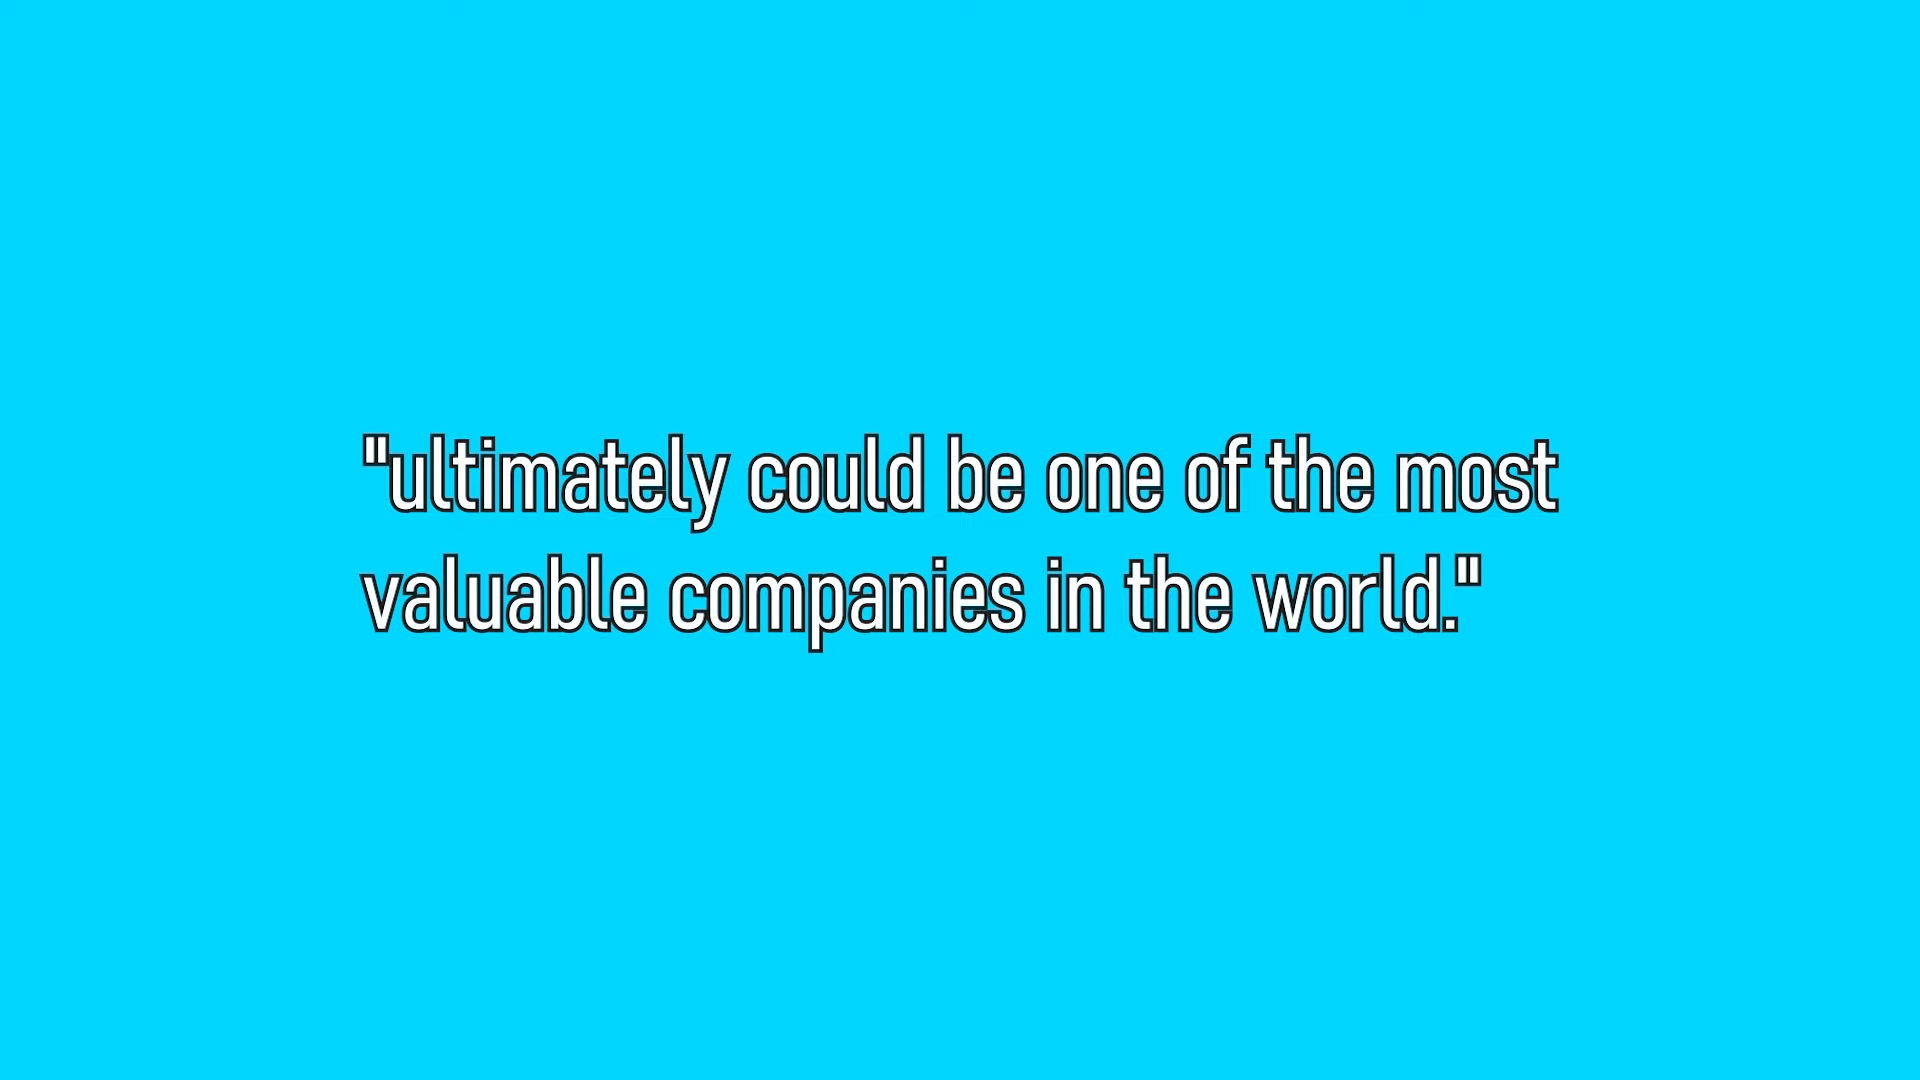 "ultimately could be one of the most
valuable companies in the world."